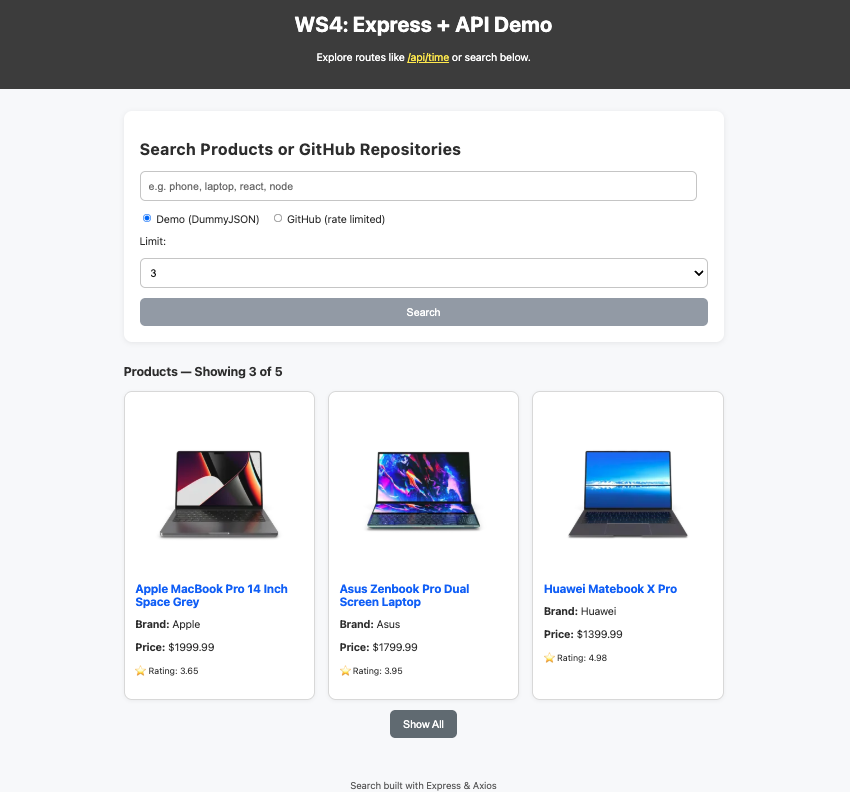 WS4: Express + API Demo
Explore routes like /api/time or search below.
Search Products or GitHub Repositories
e.g. phone, laptop, react, node
Demo (DummyJSON) GitHub (rate limited)
Limit:
3
Search
Products — Showing 3 of 5
Apple MacBook Pro 14 Inch
Space Grey
Brand: Apple
Price: $1999.99
⭐ Rating: 3.65
Asus Zenbook Pro Dual
Screen Laptop
Brand: Asus
Price: $1799.99
⭐ Rating: 3.95
Huawei Matebook X Pro
Brand: Huawei
Price: $1399.99
⭐ Rating: 4.98
Show All
Search built with Express & Axios